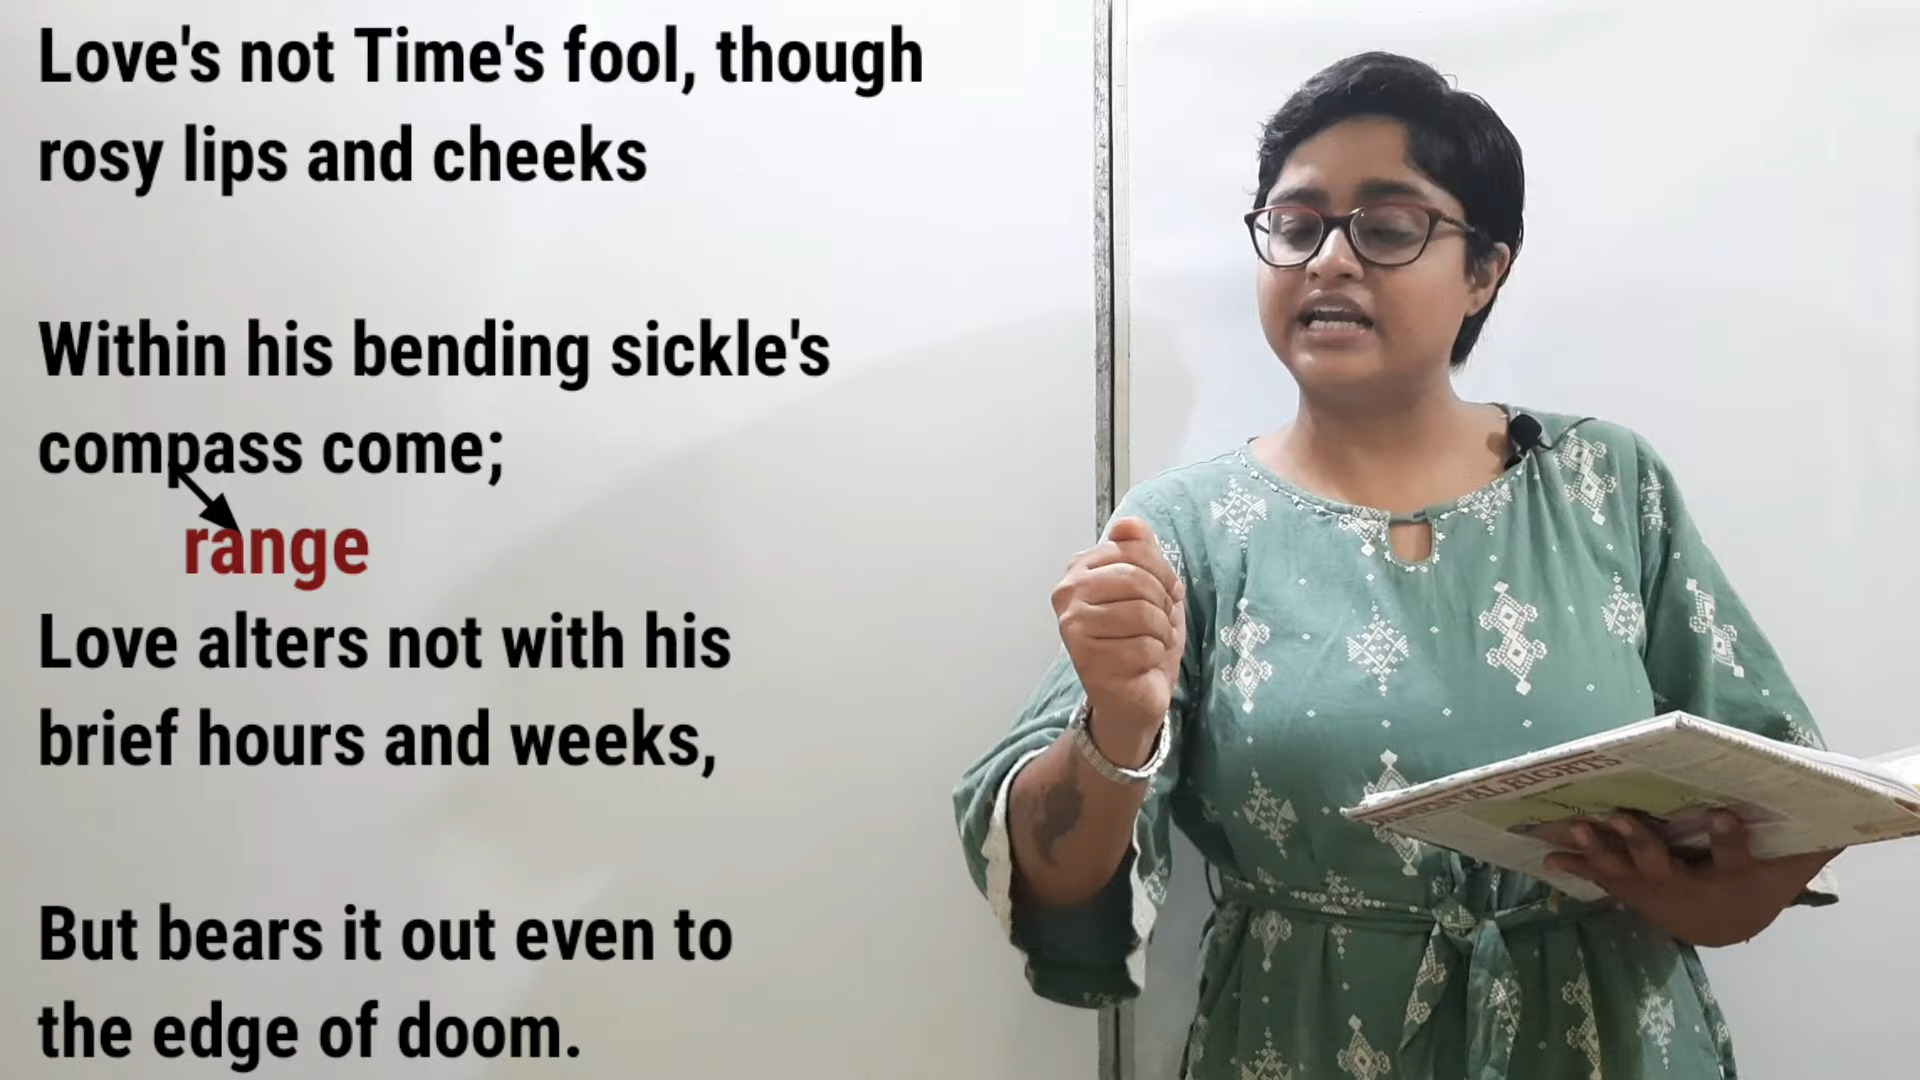 Love's not Time's fool, though
rosy lips and cheeks
Within his bending sickle's
compass come;
range
Love alters not with his
brief hours and weeks,
But bears it out even to
the edge of doom.
RIGHTS